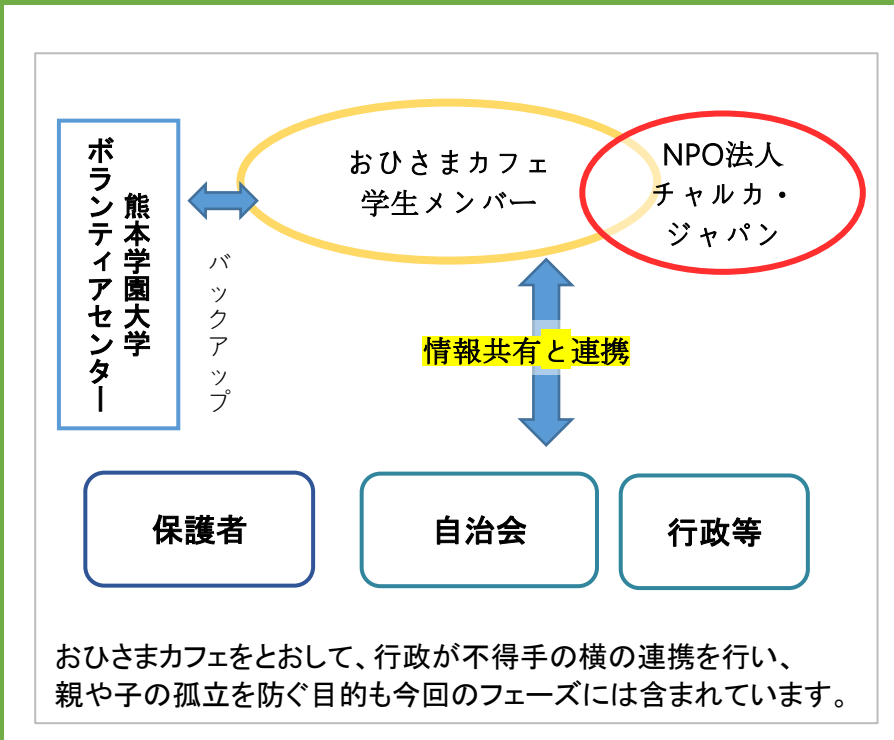 熊本学園大学
ボランティアセンター
バックアップ
おひさまカフェ
学生メンバー
NPO法人
チャルカ・
ジャパン
情報共有と連携
保護者
自治会
行政等
おひさまカフェをとおして、行政が不得手の横の連携を行い、
親や子の孤立を防ぐ目的も今回のフェーズには含まれています。